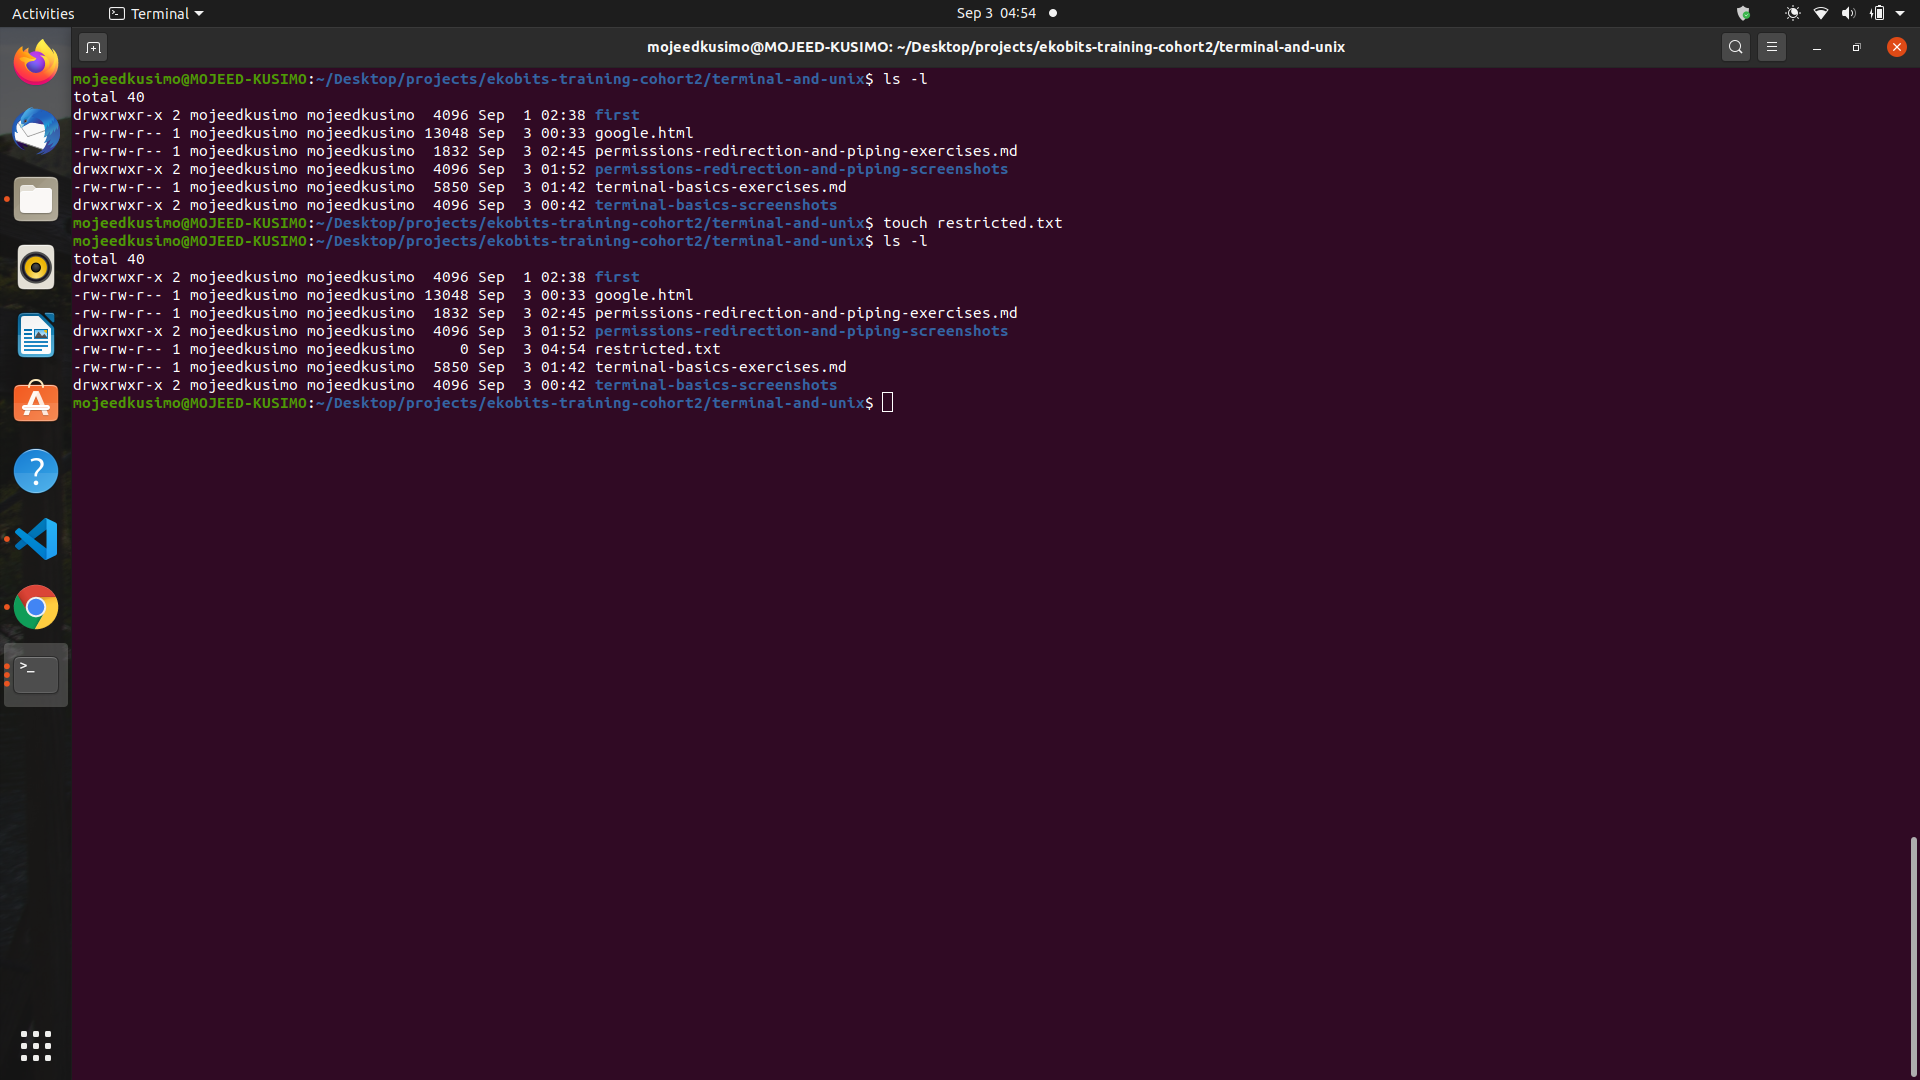 Activities Terminal Sep 3 04:54
mojeedkusimo@MOJEED-KUSIMO: ~/Desktop/projects/ekobits-training-cohort2/terminal-and-unix
mojeedkusimo@MOJEED-KUSIMO:~/Desktop/projects/ekobits-training-cohort2/terminal-and-unix$ ls -l
total 40
drwxrwxr-x 2 mojeedkusimo mojeedkusimo  4096 Sep  1 02:38 first
-rw-rw-r-- 1 mojeedkusimo mojeedkusimo 13048 Sep  3 00:33 google.html
-rw-rw-r-- 1 mojeedkusimo mojeedkusimo  1832 Sep  3 02:45 permissions-redirection-and-piping-exercises.md
drwxrwxr-x 2 mojeedkusimo mojeedkusimo  4096 Sep  3 01:52 permissions-redirection-and-piping-screenshots
-rw-rw-r-- 1 mojeedkusimo mojeedkusimo  5850 Sep  3 01:42 terminal-basics-exercises.md
drwxrwxr-x 2 mojeedkusimo mojeedkusimo  4096 Sep  3 00:42 terminal-basics-screenshots
mojeedkusimo@MOJEED-KUSIMO:~/Desktop/projects/ekobits-training-cohort2/terminal-and-unix$ touch restricted.txt
mojeedkusimo@MOJEED-KUSIMO:~/Desktop/projects/ekobits-training-cohort2/terminal-and-unix$ ls -l
total 40
drwxrwxr-x 2 mojeedkusimo mojeedkusimo  4096 Sep  1 02:38 first
-rw-rw-r-- 1 mojeedkusimo mojeedkusimo 13048 Sep  3 00:33 google.html
-rw-rw-r-- 1 mojeedkusimo mojeedkusimo  1832 Sep  3 02:45 permissions-redirection-and-piping-exercises.md
drwxrwxr-x 2 mojeedkusimo mojeedkusimo  4096 Sep  3 01:52 permissions-redirection-and-piping-screenshots
-rw-rw-r-- 1 mojeedkusimo mojeedkusimo     0 Sep  3 04:54 restricted.txt
-rw-rw-r-- 1 mojeedkusimo mojeedkusimo  5850 Sep  3 01:42 terminal-basics-exercises.md
drwxrwxr-x 2 mojeedkusimo mojeedkusimo  4096 Sep  3 00:42 terminal-basics-screenshots
mojeedkusimo@MOJEED-KUSIMO:~/Desktop/projects/ekobits-training-cohort2/terminal-and-unix$